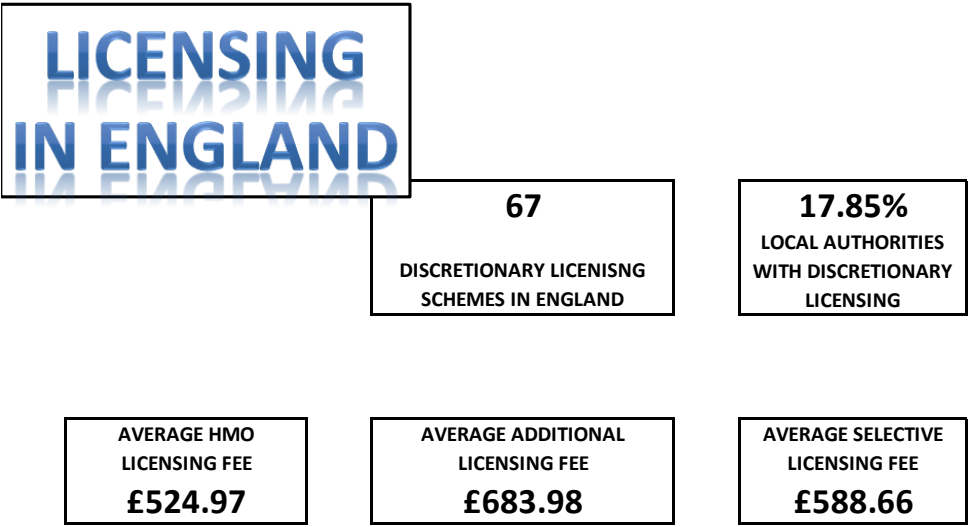 LICENSING
IN ENGLAND
67
DISCRETIONARY LICENISNG
SCHEMES IN ENGLAND
17.85%
LOCAL AUTHORITIES
WITH DISCRETIONARY
LICENSING
AVERAGE HMO
LICENSING FEE
£524.97
AVERAGE ADDITIONAL
LICENSING FEE
£683.98
AVERAGE SELECTIVE
LICENSING FEE
£588.66